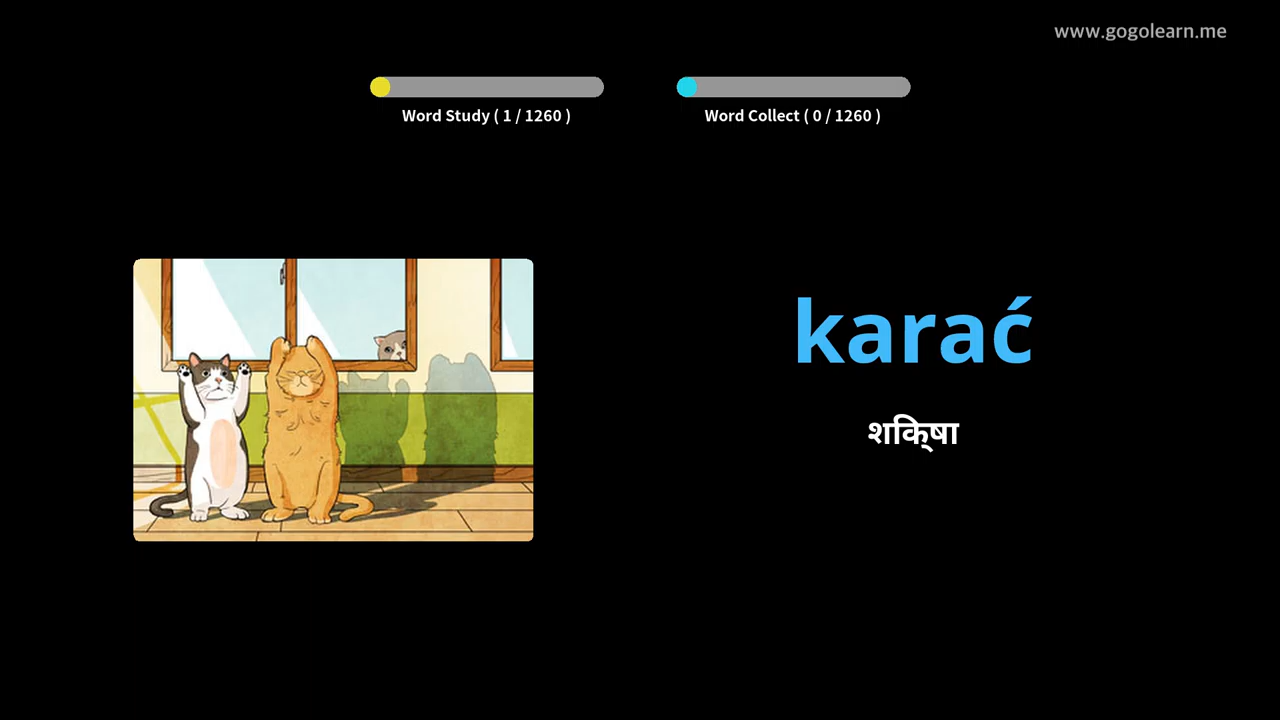 www.gogolearn.me
Word Study ( 1 / 1260 )
Word Collect ( 0 / 1260 )
karać
शकि्षा